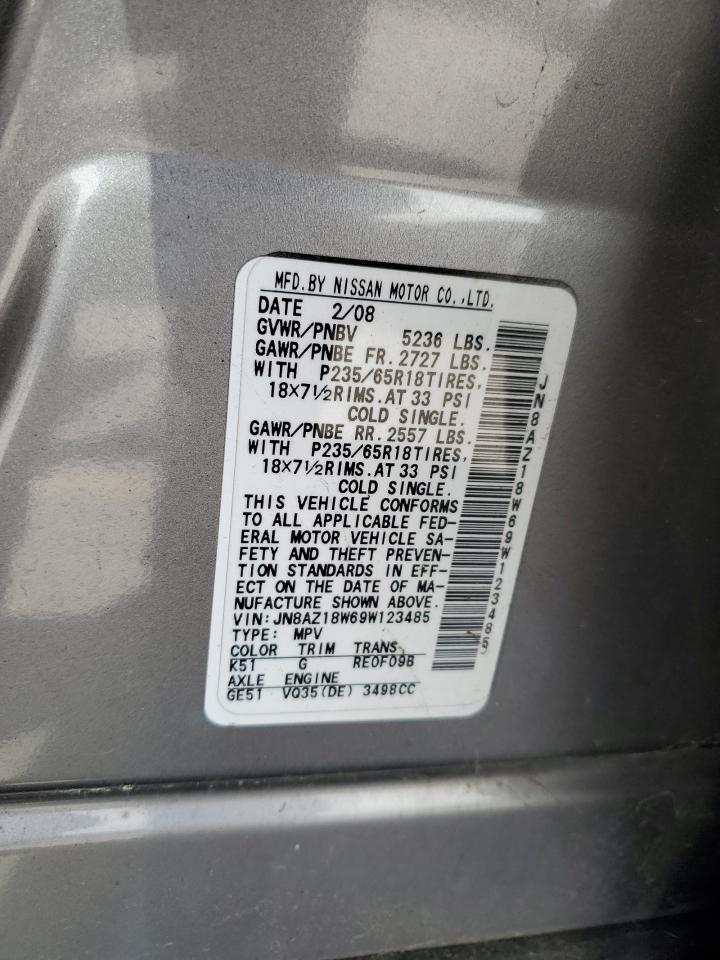 MFD.BY NISSAN MOTOR CO.,LTD.
DATE 2/08
GVWR/PNBV 5236 LBS.
GAWR/PNBE FR. 2727 LBS.
WITH P235/65R18TIRES,
18X7½RIMS.AT 33 PSI
COLD SINGLE.
GAWR/PNBE RR. 2557 LBS.
WITH P235/65R18TIRES,
18X7½RIMS.AT 33 PSI
COLD SINGLE.
THIS VEHICLE CONFORMS
TO ALL APPLICABLE FED-
ERAL MOTOR VEHICLE SA-
FETY AND THEFT PREVEN-
TION STANDARDS IN EFF-
ECT ON THE DATE OF MA-
NUFACTURE SHOWN ABOVE.
VIN:JN8AZ18W69W123485
TYPE: MPV
COLOR TRIM TRANS
K51 G RE0F09B
AXLE ENGINE
GE51 VQ35(DE) 3498CC
JN8AZ18W69W123485